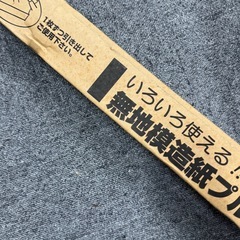 1枚ずつ引き出して
ご使用下さい。
いろいろ使える!
無地模造紙プル